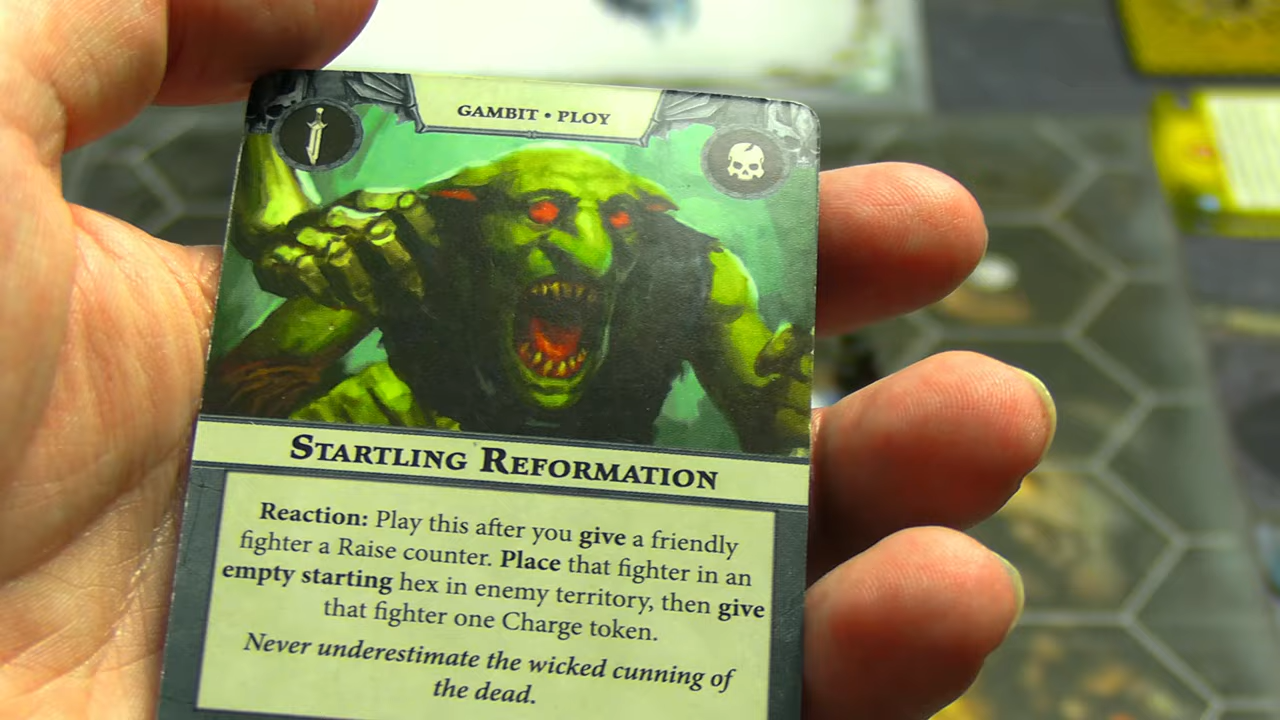 GAMBIT • PLOY
STARTLING REFORMATION
Reaction: Play this after you give a friendly
fighter a Raise counter. Place that fighter in an
empty starting hex in enemy territory, then give
that fighter one Charge token.
Never underestimate the wicked cunning of
the dead.